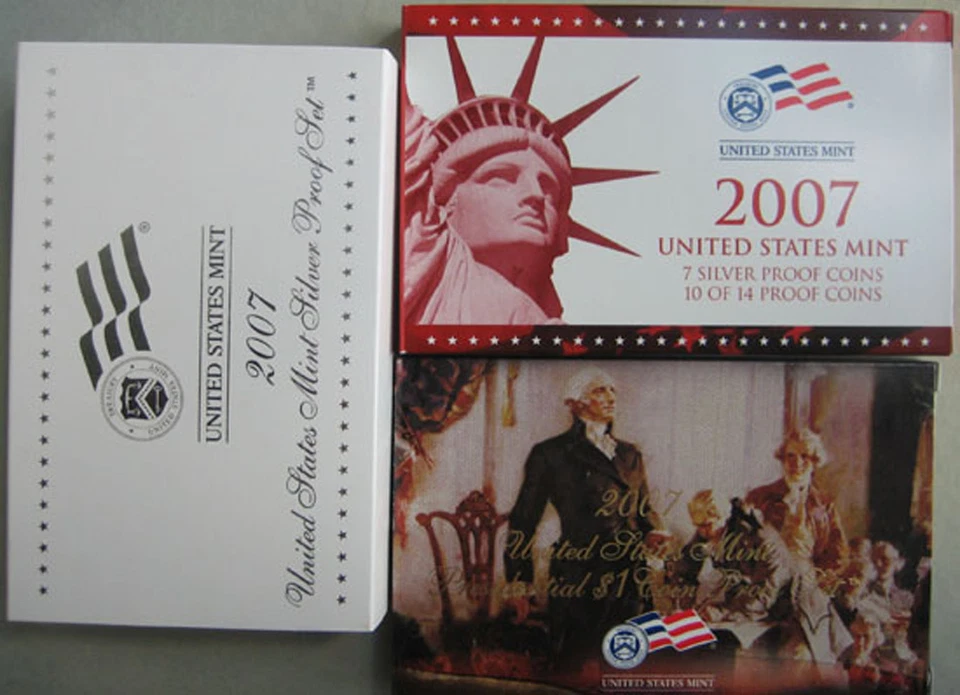 UNITED STATES MINT
2007
United States Mint Silver Proof Set™
UNITED STATES MINT
2007
UNITED STATES MINT
7 SILVER PROOF COINS
10 OF 14 PROOF COINS
2007
United States Mint
Presidential $1 Coin Proof Set™
UNITED STATES MINT